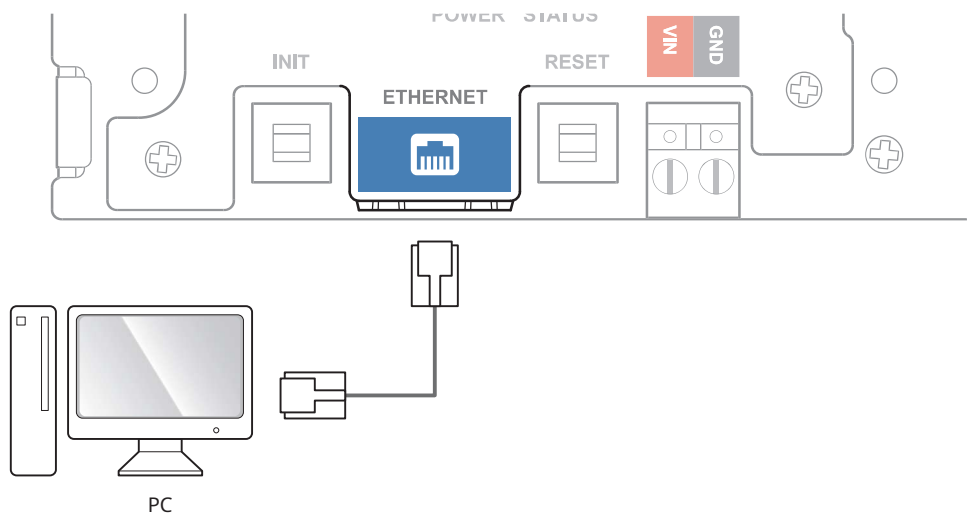 POWER STATUS
INIT
RESET
VIN
GND
ETHERNET
PC